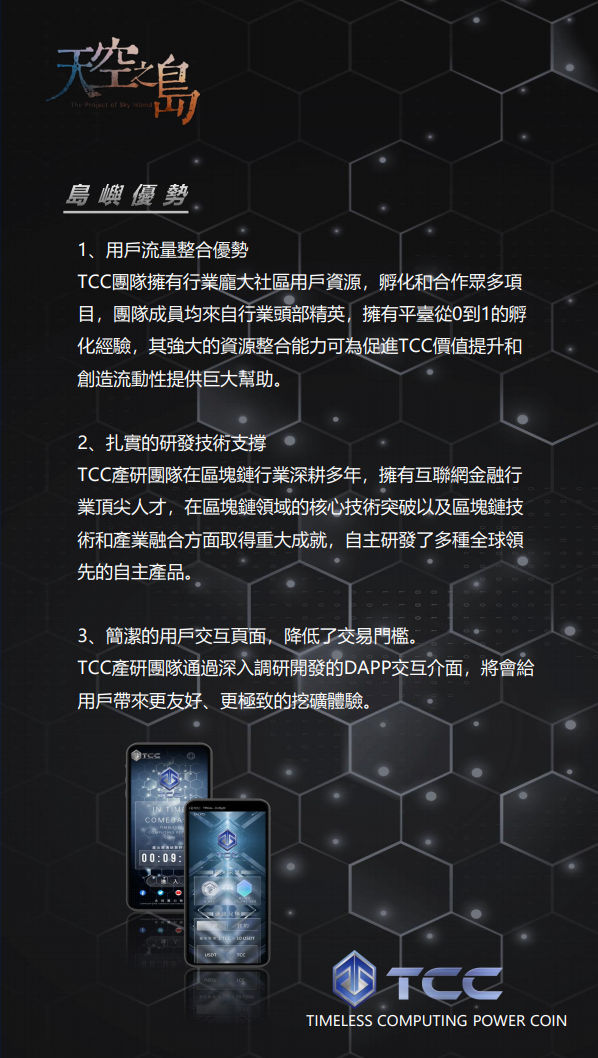 天空之島
The Project of Sky Island
島嶼優勢
1、用戶流量整合優勢
TCC團隊擁有行業龐大社區用戶資源，孵化和合作眾多項
目，團隊成員均來自行業頭部精英，擁有平臺從0到1的孵
化經驗，其強大的資源整合能力可為促進TCC價值提升和
創造流動性提供巨大幫助。
2、扎實的研發技術支撐
TCC產研團隊在區塊鏈行業深耕多年，擁有互聯網金融行
業頂尖人才，在區塊鏈領域的核心技術突破以及區塊鏈技
術和產業融合方面取得重大成就，自主研發了多種全球領
先的自主產品。
3、簡潔的用戶交互頁面，降低了交易門檻。
TCC產研團隊通過深入調研開發的DAPP交互介面，將會給
用戶帶來更友好、更極致的挖礦體驗。
TCC
IN TIME
COMEBA
00:09:
USDT
TCC
TCC
TIMELESS COMPUTING POWER COIN